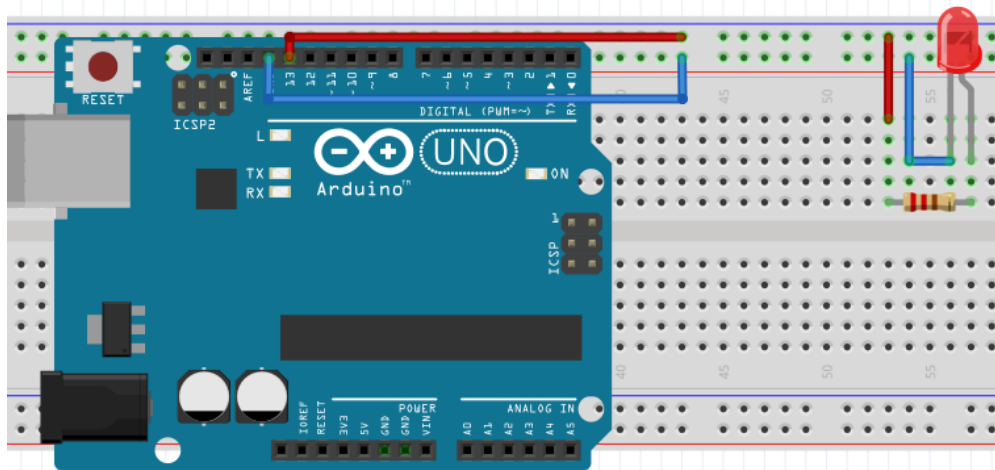 RESET
ICSP2
AREF
13
12
~11
~10
~9
8
7
~6
~5
4
~3
2
TX ▶ 1
RX ◀ 0
DIGITAL (PWM=~)
L
TX
RX
UNO
Arduino™
ON
1
ICSP
40
45
50
55
40
45
50
55
POWER
ANALOG IN
IOREF
RESET
3V3
5V
GND
GND
VIN
A0
A1
A2
A3
A4
A5